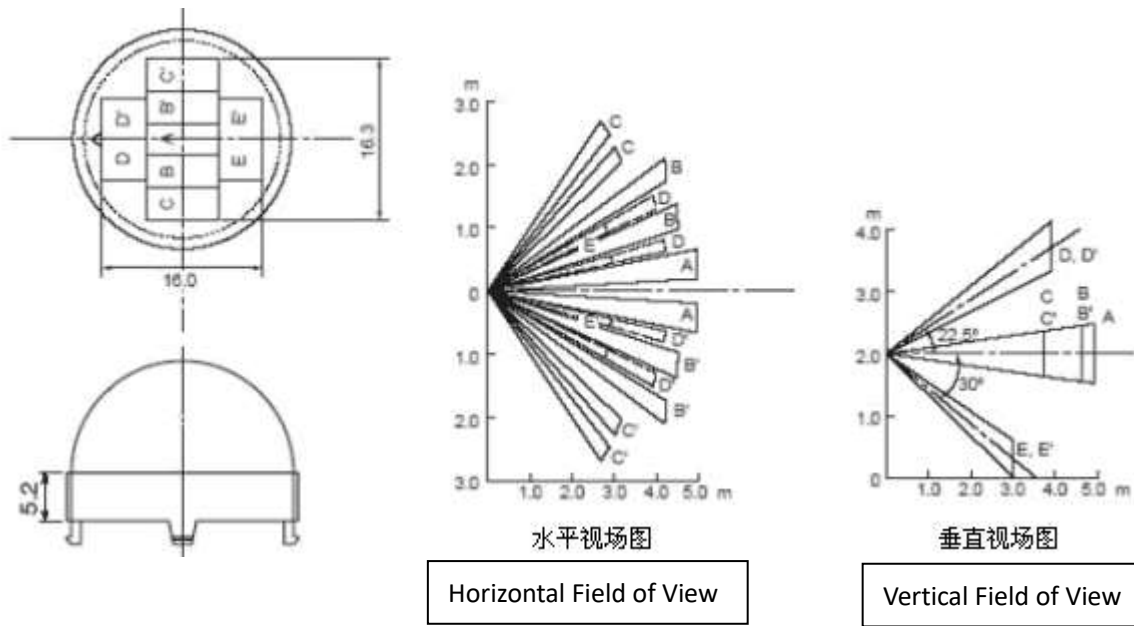 C'
B'
A
B
C
D'
D
E'
E
16.3
16.0
5.2
m
3.0
2.0
1.0
0
1.0
2.0
3.0
1.0 2.0 3.0 4.0 5.0 m
C
C
B
D
B
E
D
A
A
E'
D'
B'
D'
B'
C'
C'
水平视场图
Horizontal Field of View
m
4.0
3.0
2.0
1.0
0
1.0 2.0 3.0 4.0 5.0 m
D, D'
C B
C' B' A
22.5°
30°
E, E'
垂直视场图
Vertical Field of View